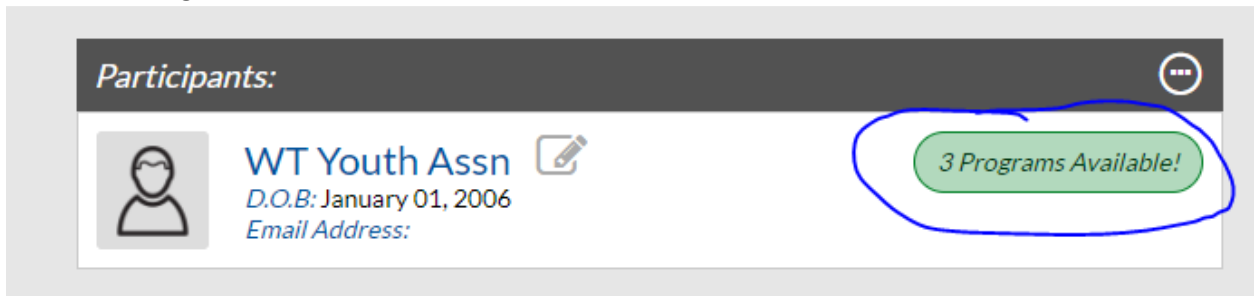 Participants:
WT Youth Assn
3 Programs Available!
D.O.B: January 01, 2006
Email Address: